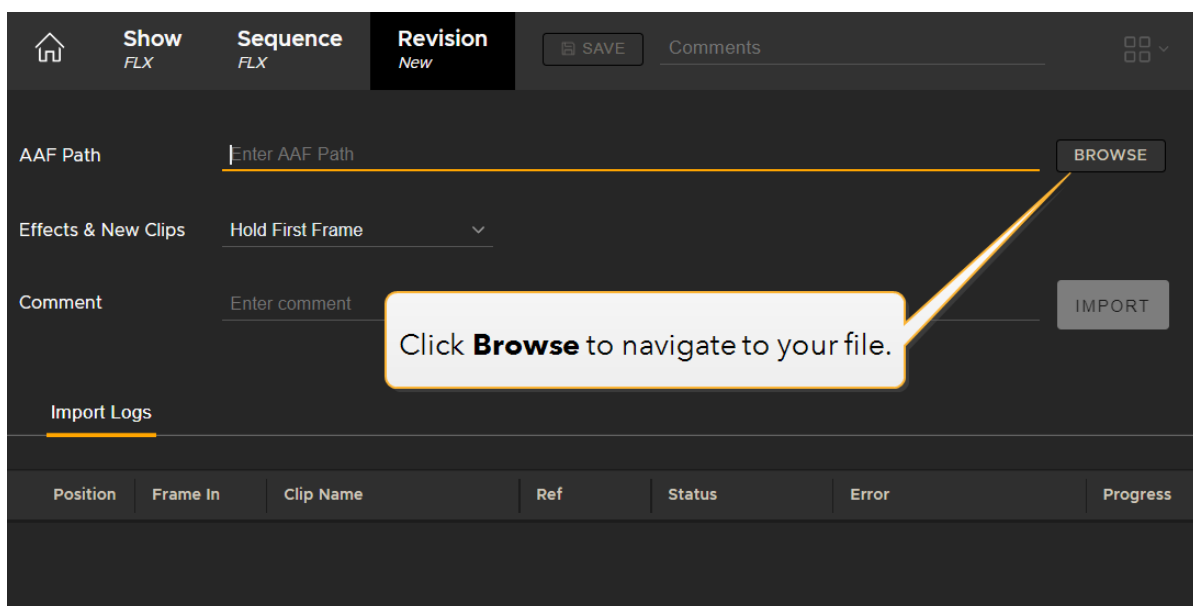 Show Sequence Revision SAVE Comments
FLX FLX New
AAF Path Enter AAF Path BROWSE
Effects & New Clips Hold First Frame
Comment Enter comment IMPORT
Click Browse to navigate to your file.
Import Logs
Position Frame In Clip Name Ref Status Error Progress